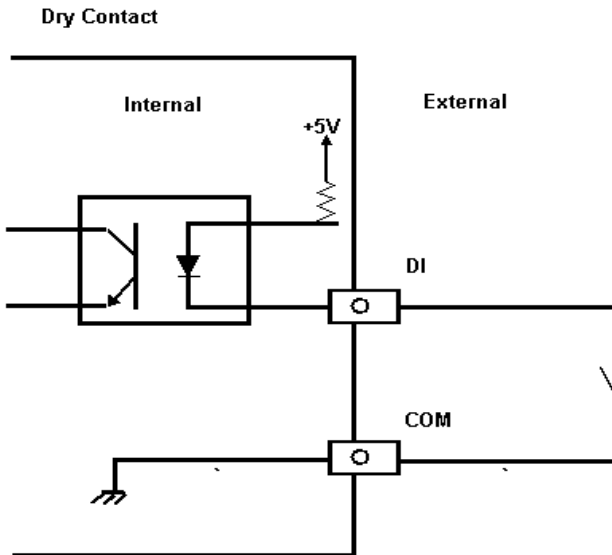 Dry Contact
Internal
External
+5V
DI
COM